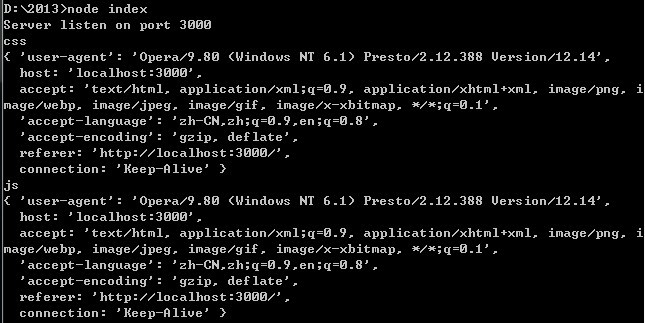 D:\2013>node index
Server listen on port 3000
css
{ 'user-agent': 'Opera/9.80 (Windows NT 6.1) Presto/2.12.388 Version/12.14',
  host: 'localhost:3000',
  accept: 'text/html, application/xml;q=0.9, application/xhtml+xml, image/png, i
mage/webp, image/jpeg, image/gif, image/x-xbitmap, */*;q=0.1',
  'accept-language': 'zh-CN,zh;q=0.9,en;q=0.8',
  'accept-encoding': 'gzip, deflate',
  referer: 'http://localhost:3000/',
  connection: 'Keep-Alive' }
js
{ 'user-agent': 'Opera/9.80 (Windows NT 6.1) Presto/2.12.388 Version/12.14',
  host: 'localhost:3000',
  accept: 'text/html, application/xml;q=0.9, application/xhtml+xml, image/png, i
mage/webp, image/jpeg, image/gif, image/x-xbitmap, */*;q=0.1',
  'accept-language': 'zh-CN,zh;q=0.9,en;q=0.8',
  'accept-encoding': 'gzip, deflate',
  referer: 'http://localhost:3000/',
  connection: 'Keep-Alive' }